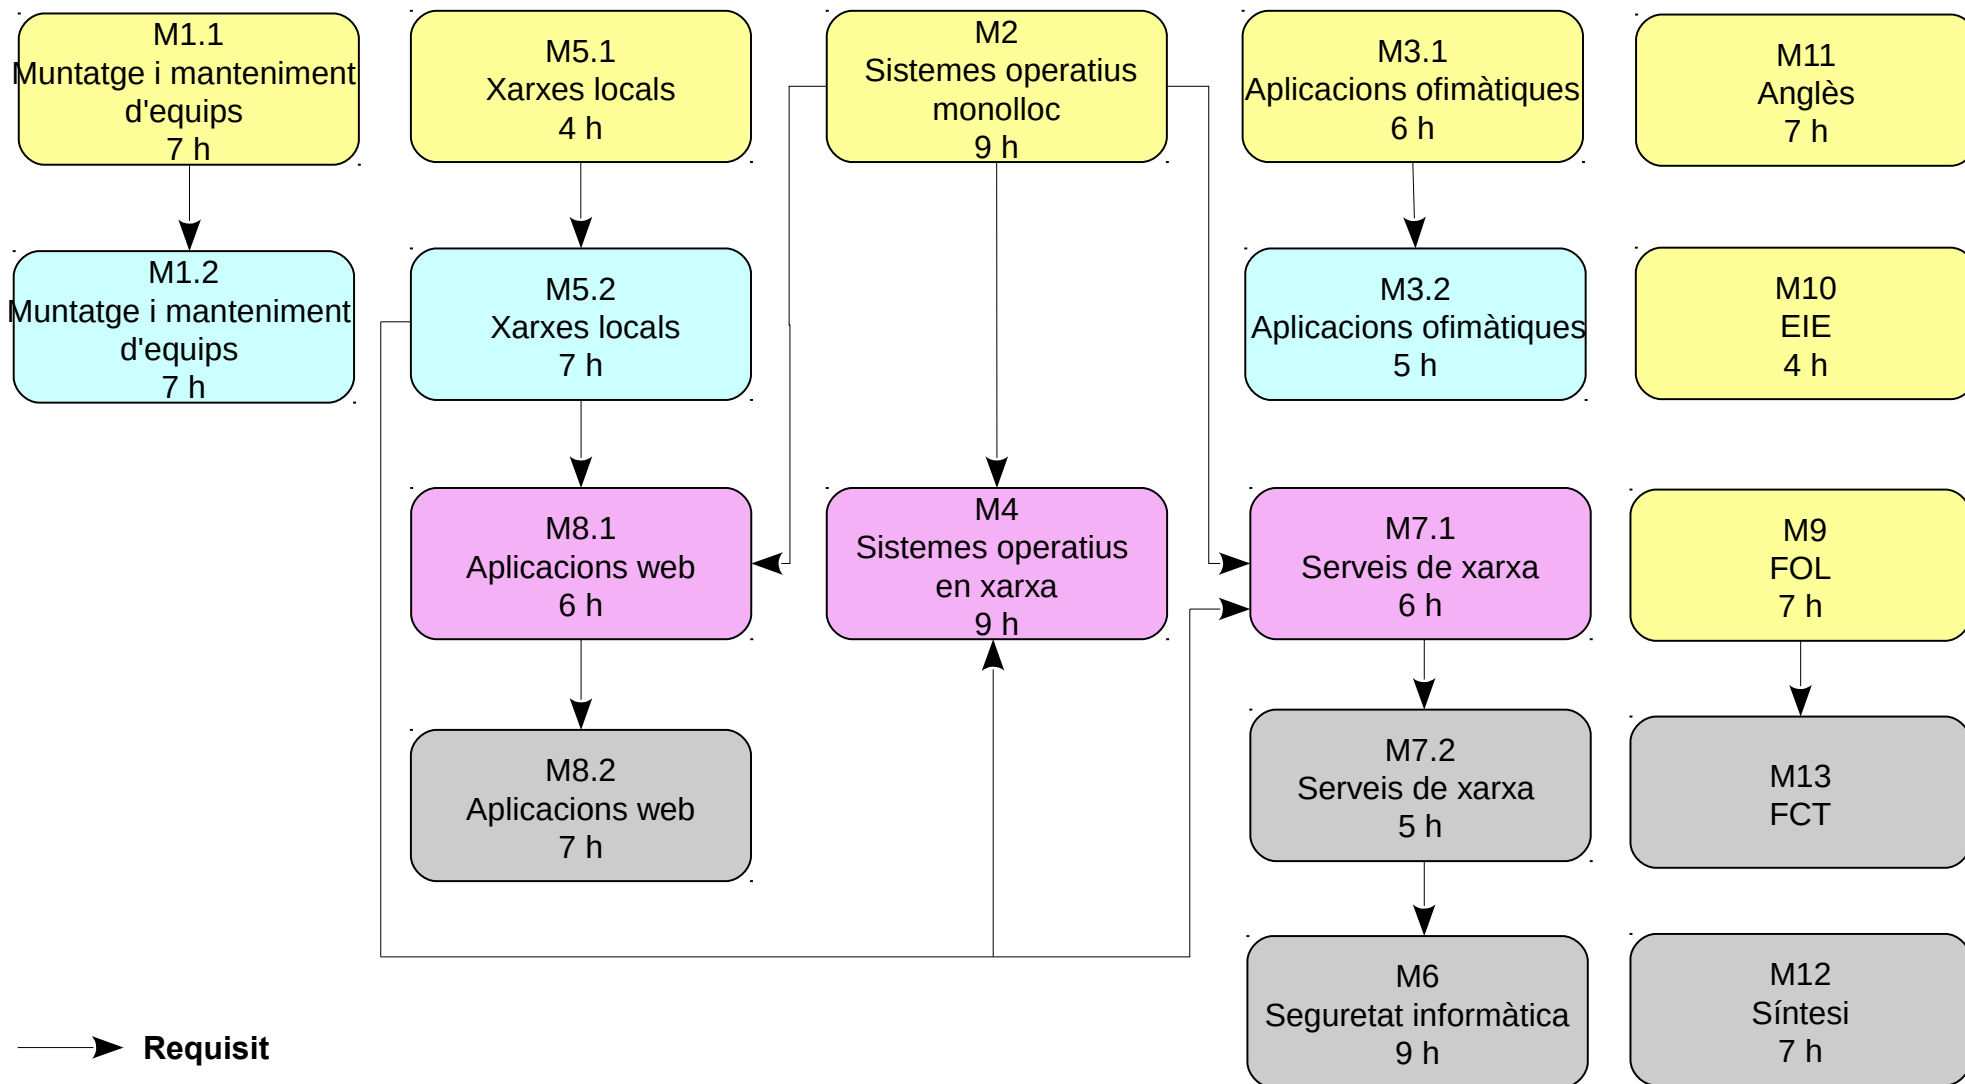 M1.1
Muntatge i manteniment
d'equips
7 h
M5.1
Xarxes locals
4 h
M2
Sistemes operatius
monolloc
9 h
M3.1
Aplicacions ofimàtiques
6 h
M11
Anglès
7 h
M1.2
Muntatge i manteniment
d'equips
7 h
M5.2
Xarxes locals
7 h
M3.2
Aplicacions ofimàtiques
5 h
M10
EIE
4 h
M8.1
Aplicacions web
6 h
M4
Sistemes operatius
en xarxa
9 h
M7.1
Serveis de xarxa
6 h
M9
FOL
7 h
M8.2
Aplicacions web
7 h
M7.2
Serveis de xarxa
5 h
M13
FCT
M6
Seguretat informàtica
9 h
M12
Síntesi
7 h
Requisit